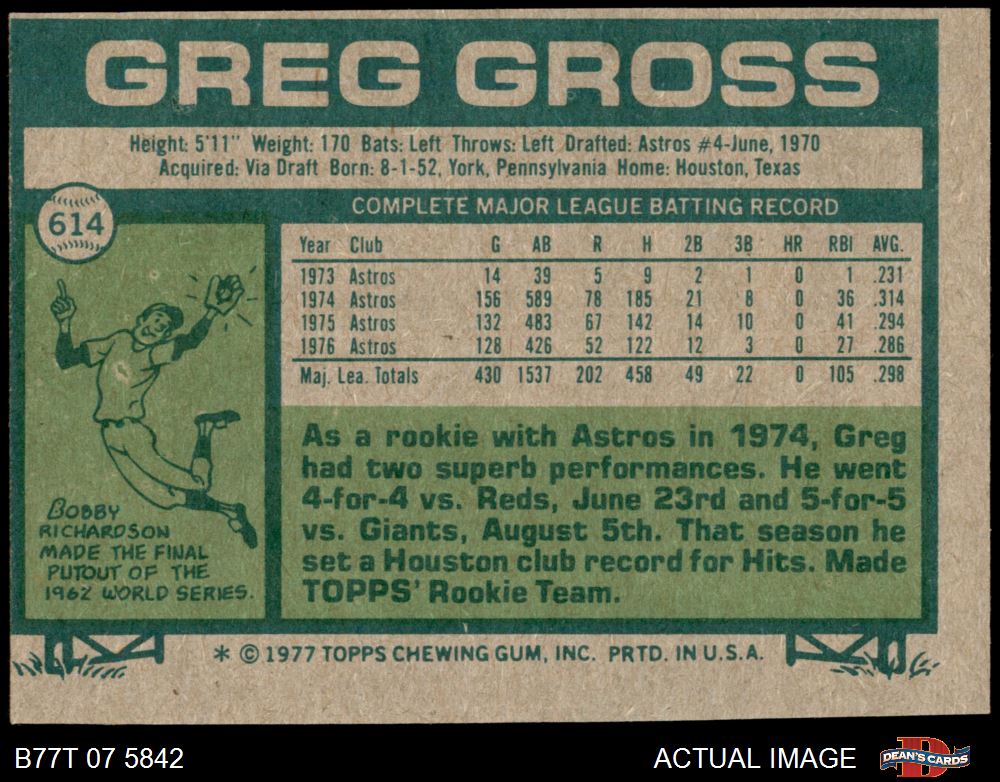 GREG GROSS
Height: 5'11" Weight: 170 Bats: Left Throws: Left Drafted: Astros #4-June, 1970
Acquired: Via Draft Born: 8-1-52, York, Pennsylvania Home: Houston, Texas
614
COMPLETE MAJOR LEAGUE BATTING RECORD
Year Club G AB R H 2B 3B HR RBI AVG.
1973 Astros 14 39 5 9 2 1 0 1 .231
1974 Astros 156 589 78 185 21 8 0 36 .314
1975 Astros 132 483 67 142 14 10 0 41 .294
1976 Astros 128 426 52 122 12 3 0 27 .286
Maj. Lea. Totals 430 1537 202 458 49 22 0 105 .298
BOBBY
RICHARDSON
MADE THE FINAL
PUTOUT OF THE
1962 WORLD SERIES.
As a rookie with Astros in 1974, Greg
had two superb performances. He went
4-for-4 vs. Reds, June 23rd and 5-for-5
vs. Giants, August 5th. That season he
set a Houston club record for Hits. Made
TOPPS' Rookie Team.
* © 1977 TOPPS CHEWING GUM, INC. PRTD. IN U.S.A.
B77T 07 5842
ACTUAL IMAGE
D
DEAN'S CARDS